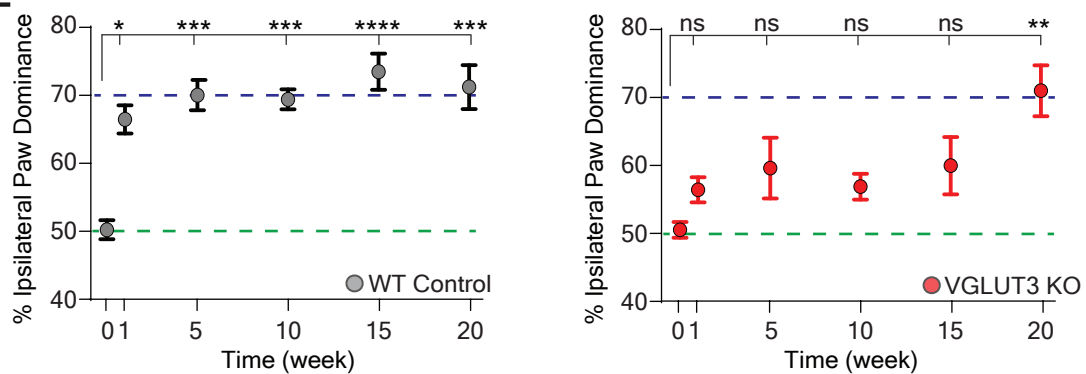 % Ipsilateral Paw Dominance
80
70
60
50
40
* *** *** **** ***
WT Control
0 1 5 10 15 20
Time (week)
% Ipsilateral Paw Dominance
80
70
60
50
40
ns ns ns ns **
VGLUT3 KO
0 1 5 10 15 20
Time (week)